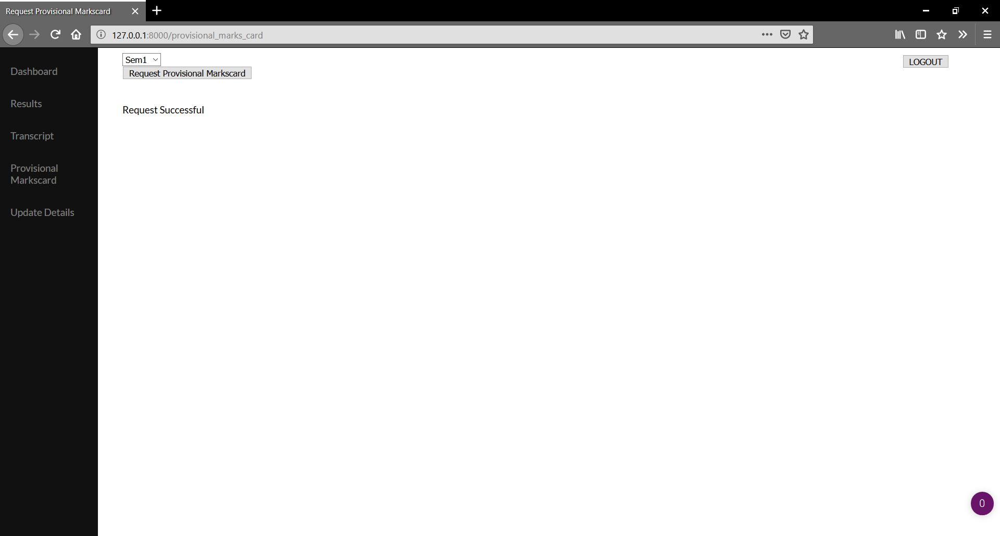 Request Provisional Markscard
127.0.0.1:8000/provisional_marks_card
Dashboard
Results
Transcript
Provisional
Markscard
Update Details
Sem1
Request Provisional Markscard
LOGOUT
Request Successful
0